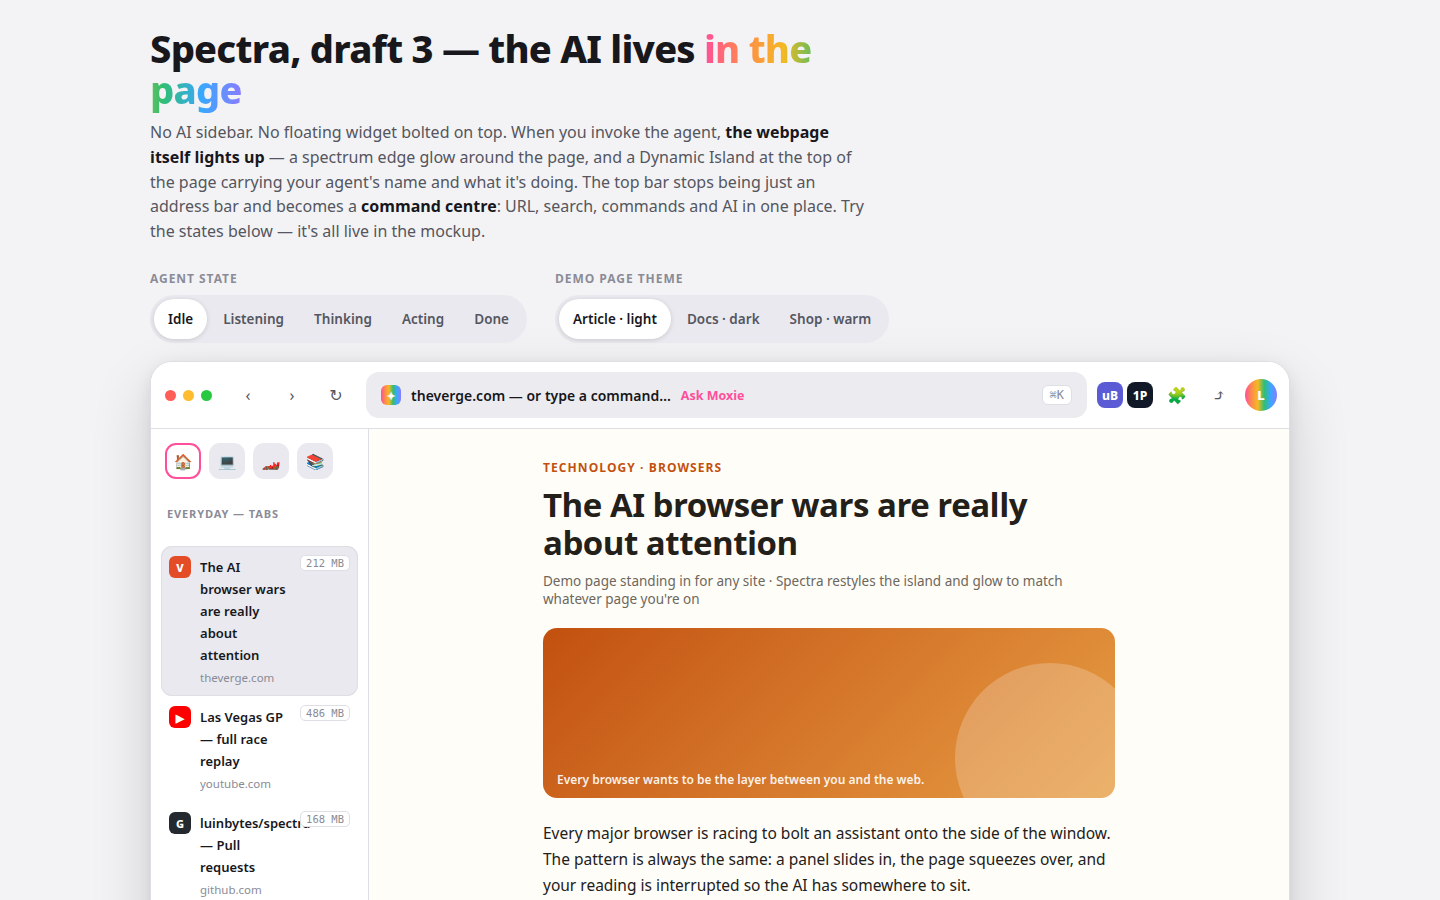 Spectra, draft 3 — the AI lives in the
page
No AI sidebar. No floating widget bolted on top. When you invoke the agent, the webpage
itself lights up — a spectrum edge glow around the page, and a Dynamic Island at the top of
the page carrying your agent's name and what it's doing. The top bar stops being just an
address bar and becomes a command centre: URL, search, commands and AI in one place. Try
the states below — it's all live in the mockup.
AGENT STATE
Idle Listening Thinking Acting Done
DEMO PAGE THEME
Article · light Docs · dark Shop · warm
theverge.com — or type a command... Ask Moxie ⌘K
uB 1P L
EVERYDAY — TABS
V
The AI
browser wars
are really
about
attention
212 MB
theverge.com
Las Vegas GP
— full race
replay
486 MB
youtube.com
G
luinbytes/spectra
— Pull
requests
168 MB
github.com
TECHNOLOGY · BROWSERS
The AI browser wars are really
about attention
Demo page standing in for any site · Spectra restyles the island and glow to match
whatever page you're on
Every browser wants to be the layer between you and the web.
Every major browser is racing to bolt an assistant onto the side of the window.
The pattern is always the same: a panel slides in, the page squeezes over, and
your reading is interrupted so the AI has somewhere to sit.